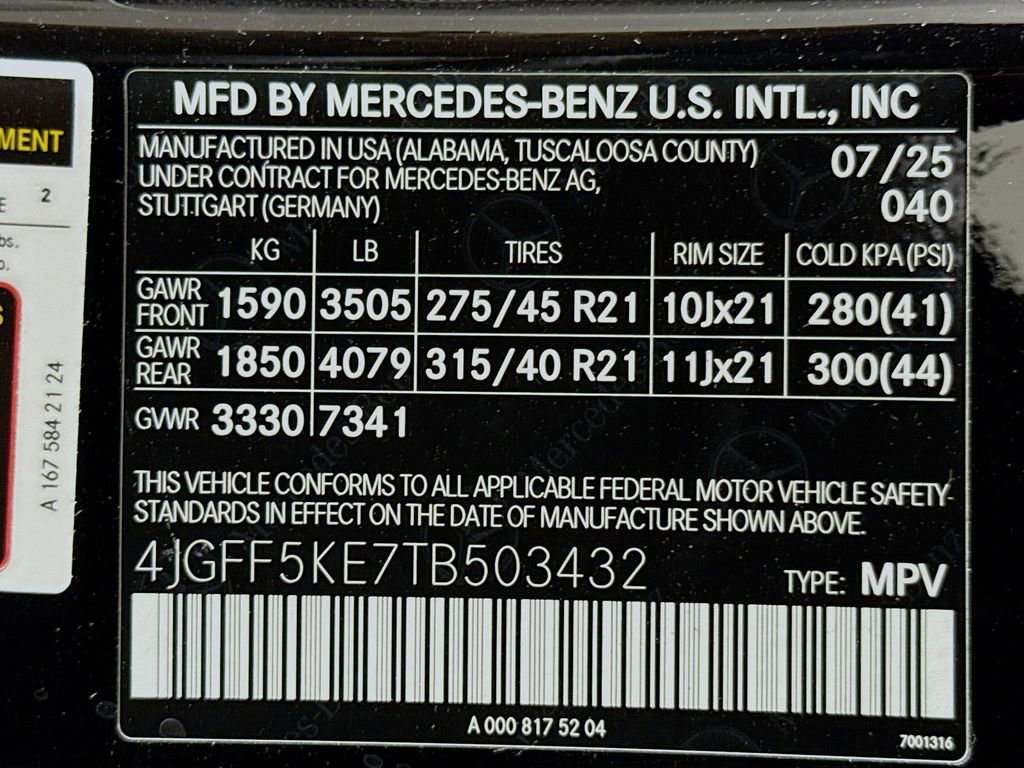 MENT
2
E
bs.
o.
S
A 167 584 21 24
MFD BY MERCEDES-BENZ U.S. INTL., INC
MANUFACTURED IN USA (ALABAMA, TUSCALOOSA COUNTY) 07/25
UNDER CONTRACT FOR MERCEDES-BENZ AG,
STUTTGART (GERMANY) 040
KG LB TIRES RIM SIZE COLD KPA (PSI)
GAWR FRONT 1590 3505 275/45 R21 10Jx21 280(41)
GAWR REAR 1850 4079 315/40 R21 11Jx21 300(44)
GVWR 3330 7341
THIS VEHICLE CONFORMS TO ALL APPLICABLE FEDERAL MOTOR VEHICLE SAFETY
STANDARDS IN EFFECT ON THE DATE OF MANUFACTURE SHOWN ABOVE.
4JGFF5KE7TB503432 TYPE: MPV
A 000 817 52 04
7001316